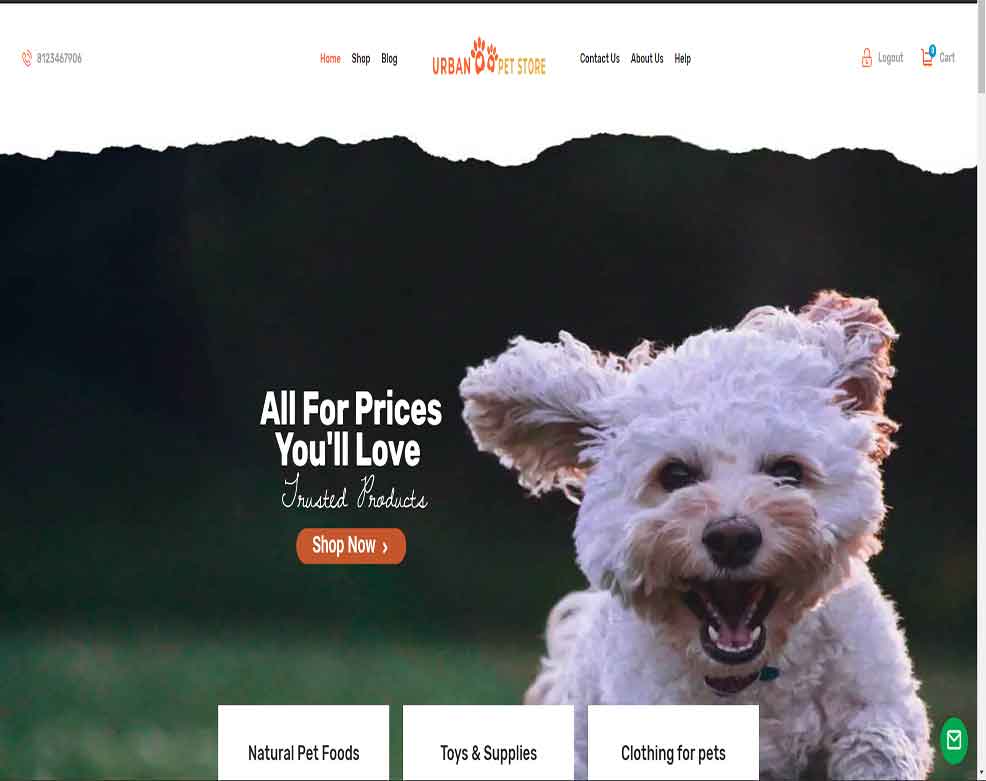 8123467906
Home Shop Blog
URBAN PET STORE
Contact Us About Us Help
Logout
0
Cart
All For Prices
You'll Love
Trusted Products
Shop Now ›
Natural Pet Foods
Toys & Supplies
Clothing for pets